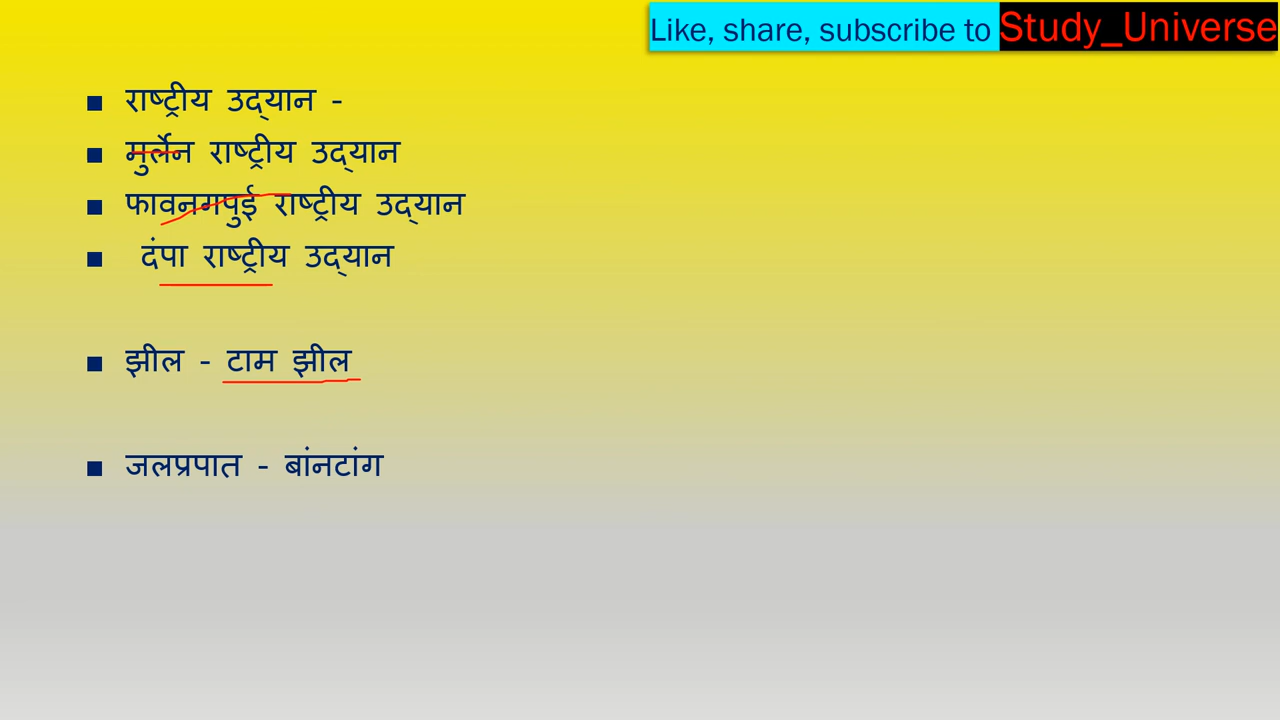 Like, share, subscribe to Study_Universe
राष्ट्रीय उद्यान -
मुर्लेन राष्ट्रीय उद्यान
फावनगपुई राष्ट्रीय उद्यान
दंपा राष्ट्रीय उद्यान
झील - टाम झील
जलप्रपात - बांनटांग